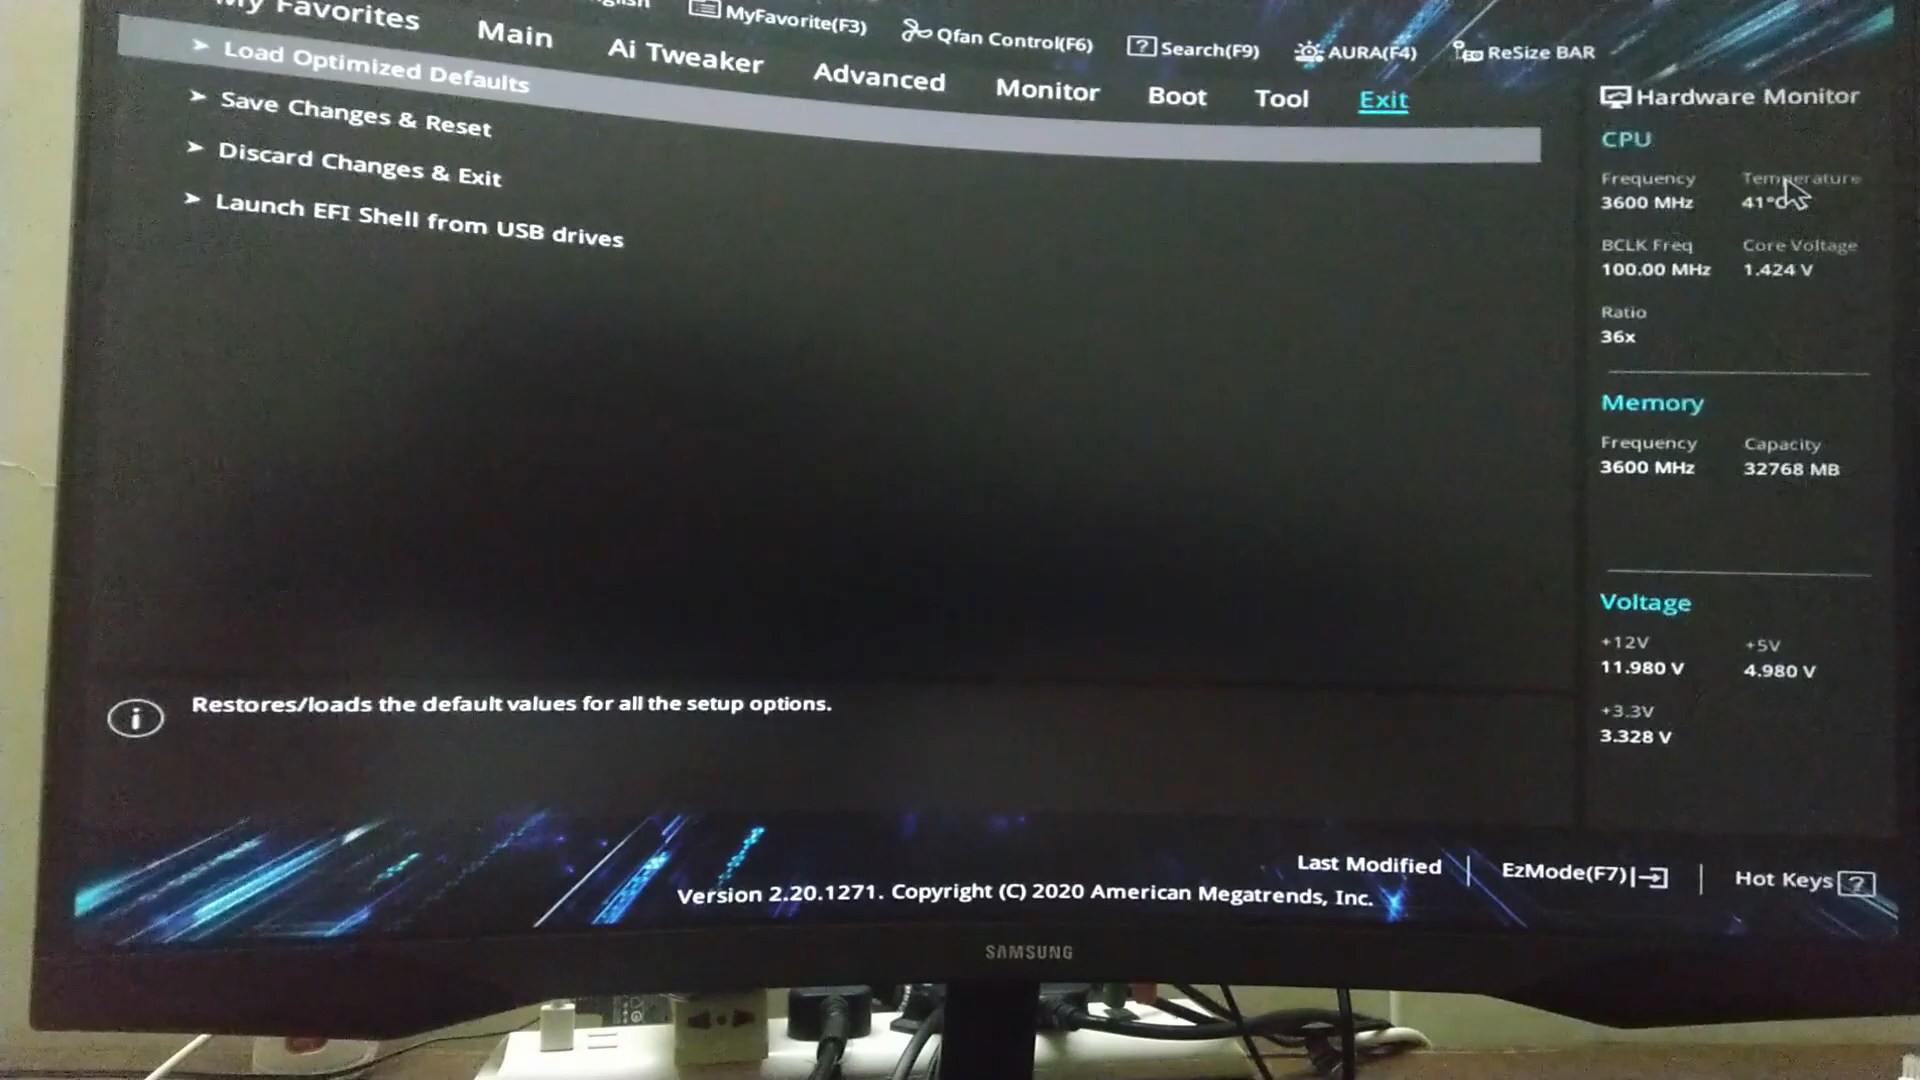 My Favorites
Main
Ai Tweaker
Advanced
Monitor
Boot
Tool
Exit
MyFavorite(F3)
Qfan Control(F6)
Search(F9)
AURA(F4)
ReSize BAR
Load Optimized Defaults
Save Changes & Reset
Discard Changes & Exit
Launch EFI Shell from USB drives
Hardware Monitor
CPU
Frequency Temperature
3600 MHz 41°C
BCLK Freq Core Voltage
100.00 MHz 1.424 V
Ratio
36x
Memory
Frequency Capacity
3600 MHz 32768 MB
Voltage
+12V +5V
11.980 V 4.980 V
+3.3V
3.328 V
Restores/loads the default values for all the setup options.
Last Modified
EzMode(F7)
Hot Keys ?
Version 2.20.1271. Copyright (C) 2020 American Megatrends, Inc.
SAMSUNG